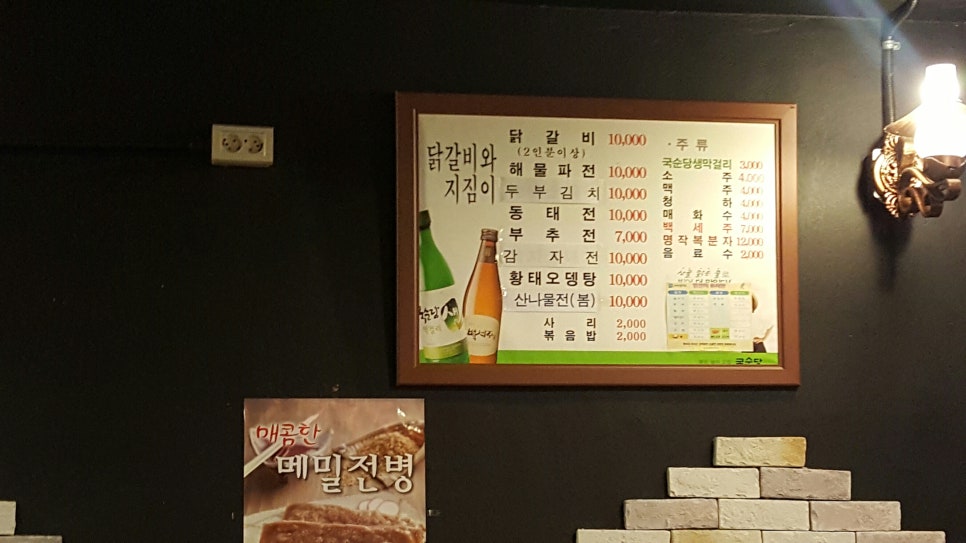 닭갈비와
지짐이
닭 갈 비 10,000
(2인분이상)
해 물 파 전 10,000
두 부 김 치 10,000
동 태 전 10,000
부 추 전 7,000
감 자 전 10,000
황태오뎅탕 10,000
산나물전(봄) 10,000
사 리 2,000
볶 음 밥 2,000
· 주 류
국순당생막걸리 3,000
소 주 4,000
맥 주 4,000
청 하 4,000
매 화 수 4,000
백 세 주 7,000
명 작 복 분 자 12,000
음 료 수 2,000
국순당
매콤한
메밀전병